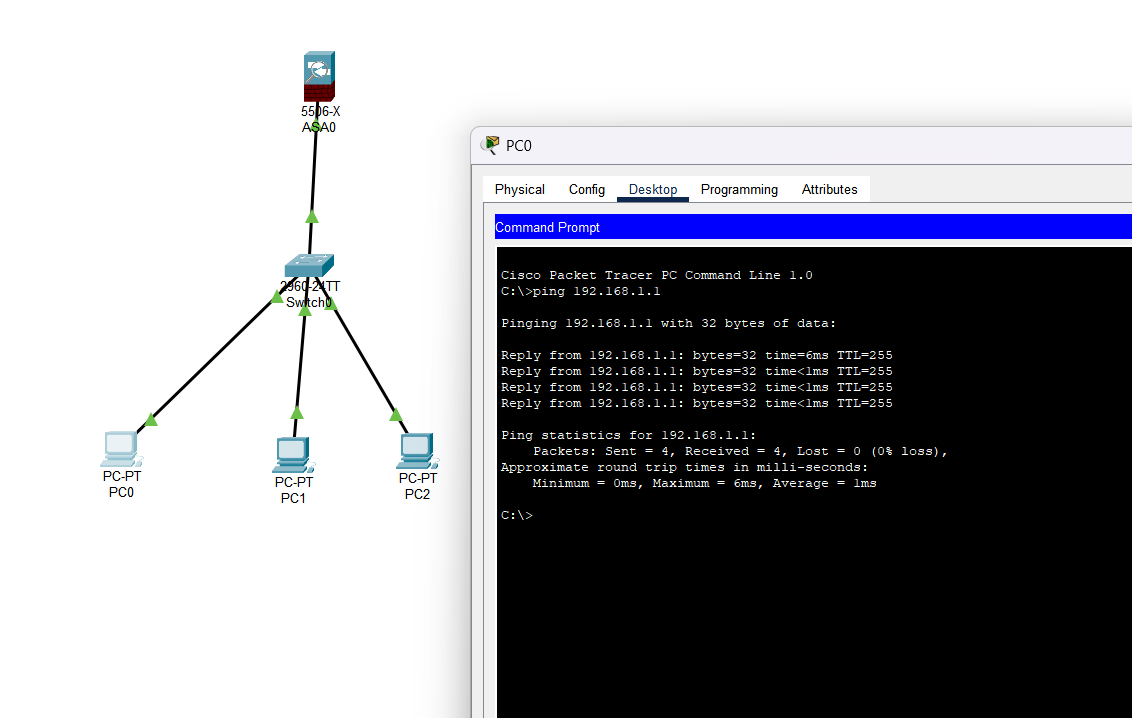 5506-X
ASA0
2960-24TT
Switch0
PC-PT
PC0
PC-PT
PC1
PC-PT
PC2
PC0
Physical Config Desktop Programming Attributes
Command Prompt
Cisco Packet Tracer PC Command Line 1.0
C:\>ping 192.168.1.1
Pinging 192.168.1.1 with 32 bytes of data:
Reply from 192.168.1.1: bytes=32 time=6ms TTL=255
Reply from 192.168.1.1: bytes=32 time<1ms TTL=255
Reply from 192.168.1.1: bytes=32 time<1ms TTL=255
Reply from 192.168.1.1: bytes=32 time<1ms TTL=255
Ping statistics for 192.168.1.1:
Packets: Sent = 4, Received = 4, Lost = 0 (0% loss),
Approximate round trip times in milli-seconds:
Minimum = 0ms, Maximum = 6ms, Average = 1ms
C:\>